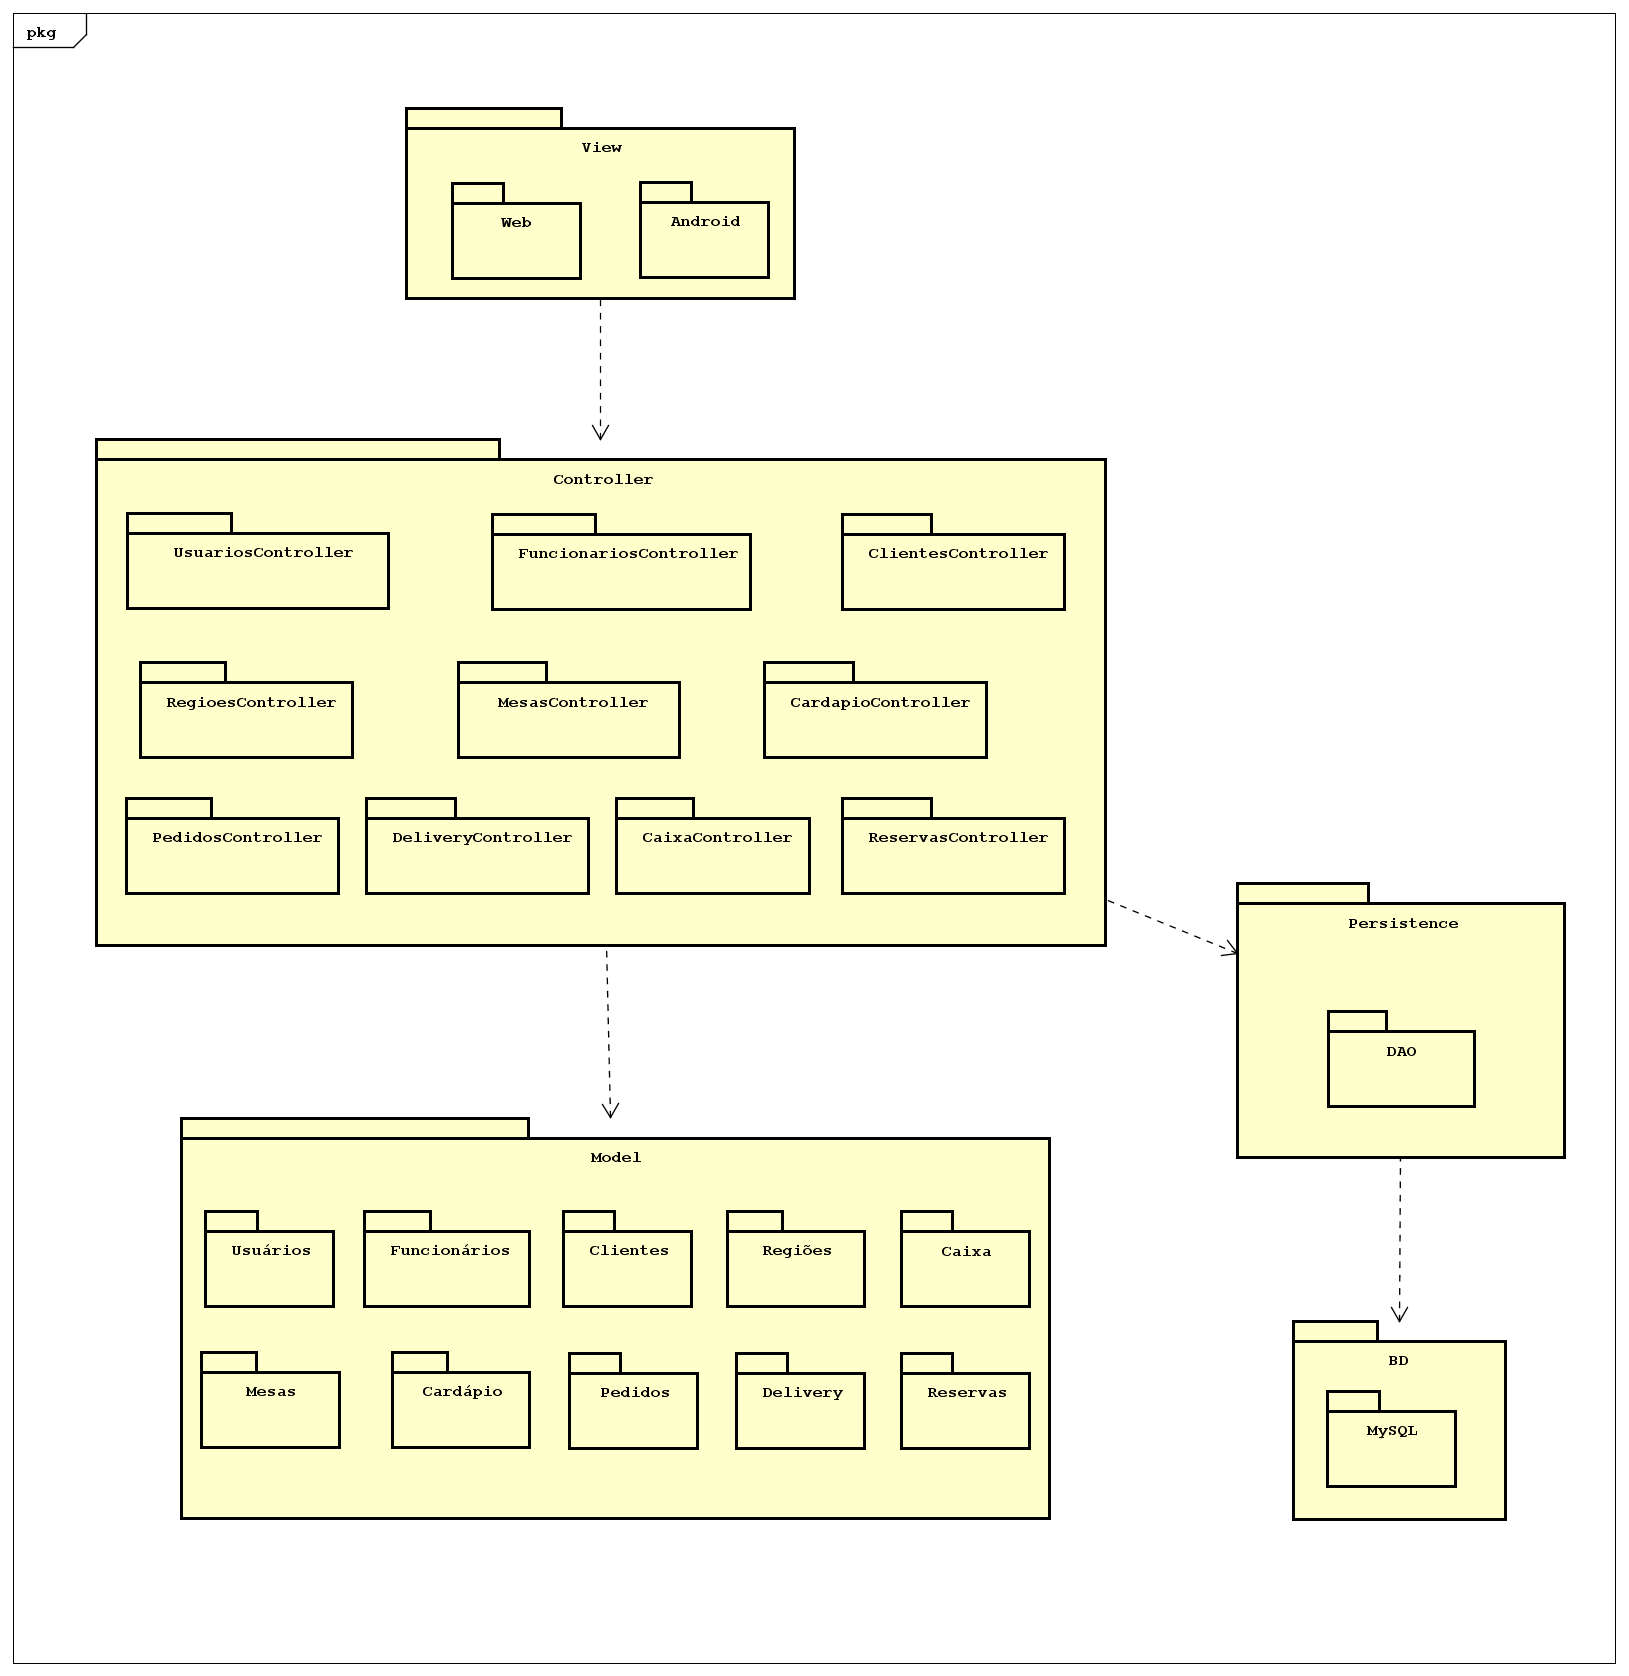 pkg
View
Web
Android
Controller
UsuariosController
FuncionariosController
ClientesController
RegioesController
MesasController
CardapioController
PedidosController
DeliveryController
CaixaController
ReservasController
Persistence
DAO
Model
Usuários
Funcionários
Clientes
Regiões
Caixa
Mesas
Cardápio
Pedidos
Delivery
Reservas
BD
MySQL